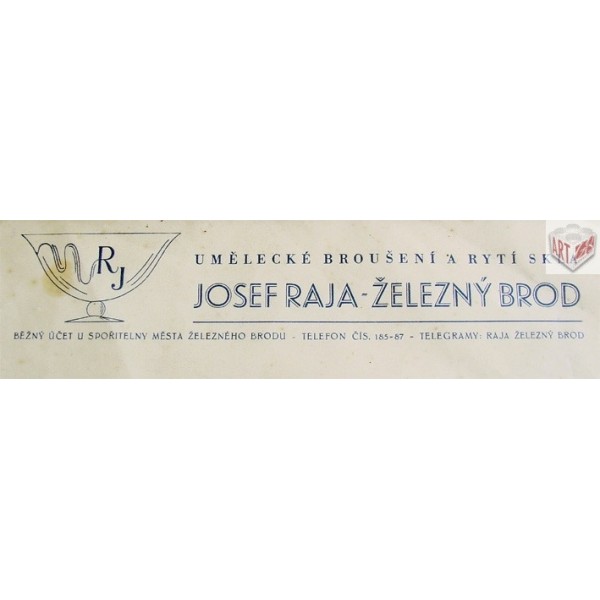 RJ
UMĚLECKÉ BROUŠENÍ A RYTÍ SKLA
JOSEF RAJA - ŽELEZNÝ BROD
BĚŽNÝ ÚČET U SPOŘITELNY MĚSTA ŽELEZNÉHO BRODU - TELEFON ČÍS. 185-87 - TELEGRAMY: RAJA ŽELEZNÝ BROD